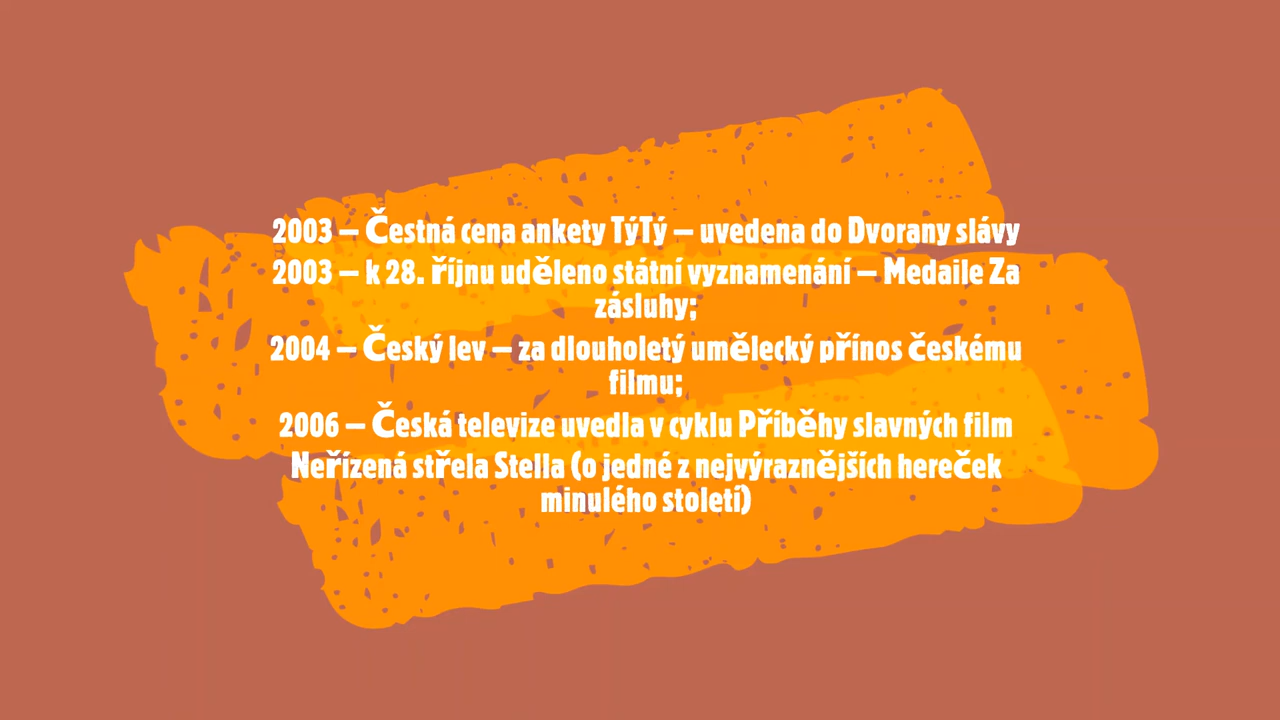 2003 – Čestná cena ankety TýTý – uvedena do Dvorany slávy
2003 – k 28. říjnu uděleno státní vyznamenání – Medaile Za
zásluhy;
2004 – Český lev – za dlouholetý umělecký přínos českému
filmu;
2006 – Česká televize uvedla v cyklu Příběhy slavných film
Neřízená střela Stella (o jedné z nejvýraznějších hereček
minulého století)